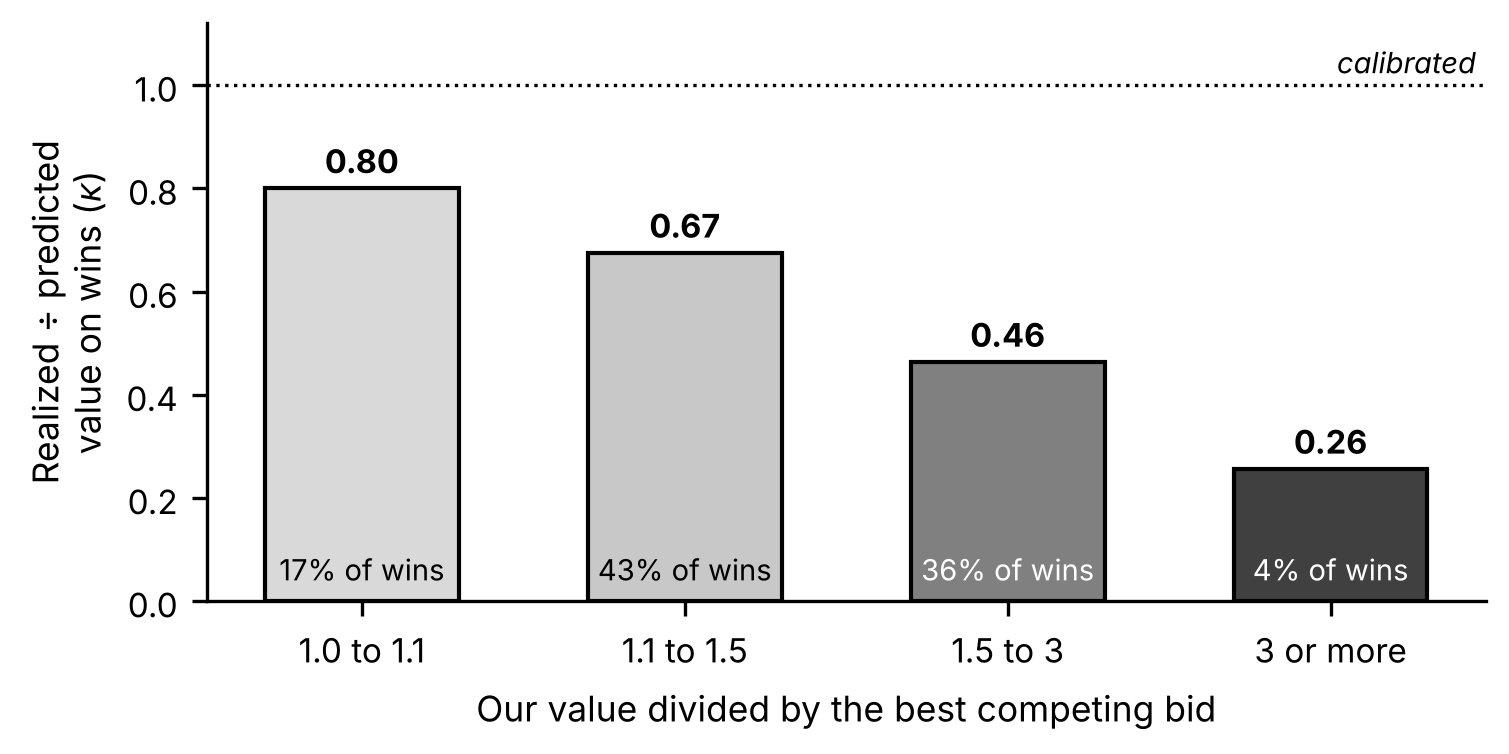 calibrated
1.0
0.8
0.6
0.4
0.2
0.0
Realized ÷ predicted
value on wins (κ)
0.80
0.67
0.46
0.26
17% of wins
43% of wins
36% of wins
4% of wins
1.0 to 1.1
1.1 to 1.5
1.5 to 3
3 or more
Our value divided by the best competing bid